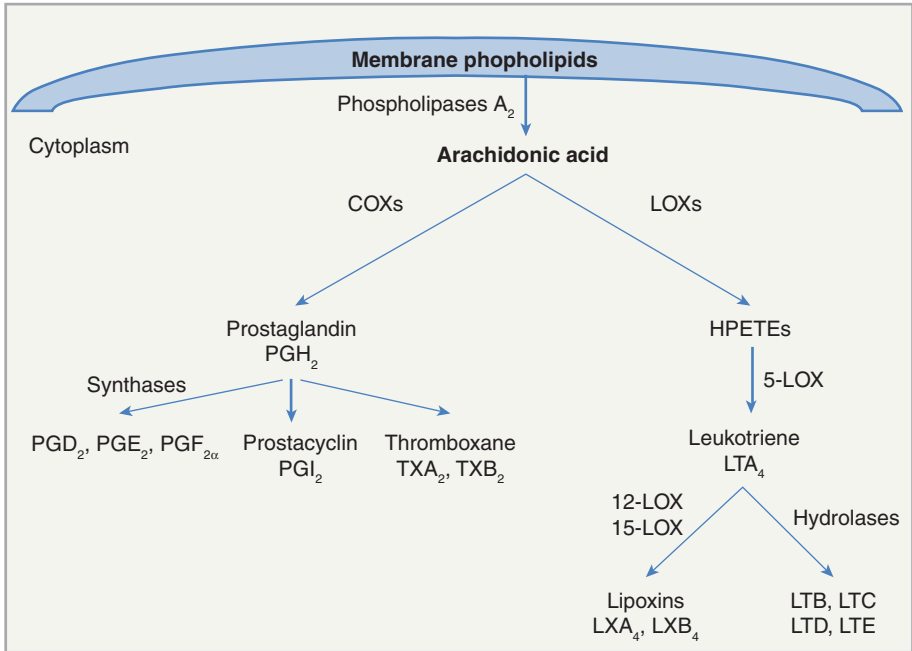 Membrane phopholipids
Phospholipases A₂
Cytoplasm
Arachidonic acid
COXs
LOXs
Prostaglandin
PGH₂
HPETEs
Synthases
5-LOX
PGD₂, PGE₂, PGF₂α
Prostacyclin
PGI₂
Thromboxane
TXA₂, TXB₂
Leukotriene
LTA₄
12-LOX
15-LOX
Hydrolases
Lipoxins
LXA₄, LXB₄
LTB, LTC
LTD, LTE